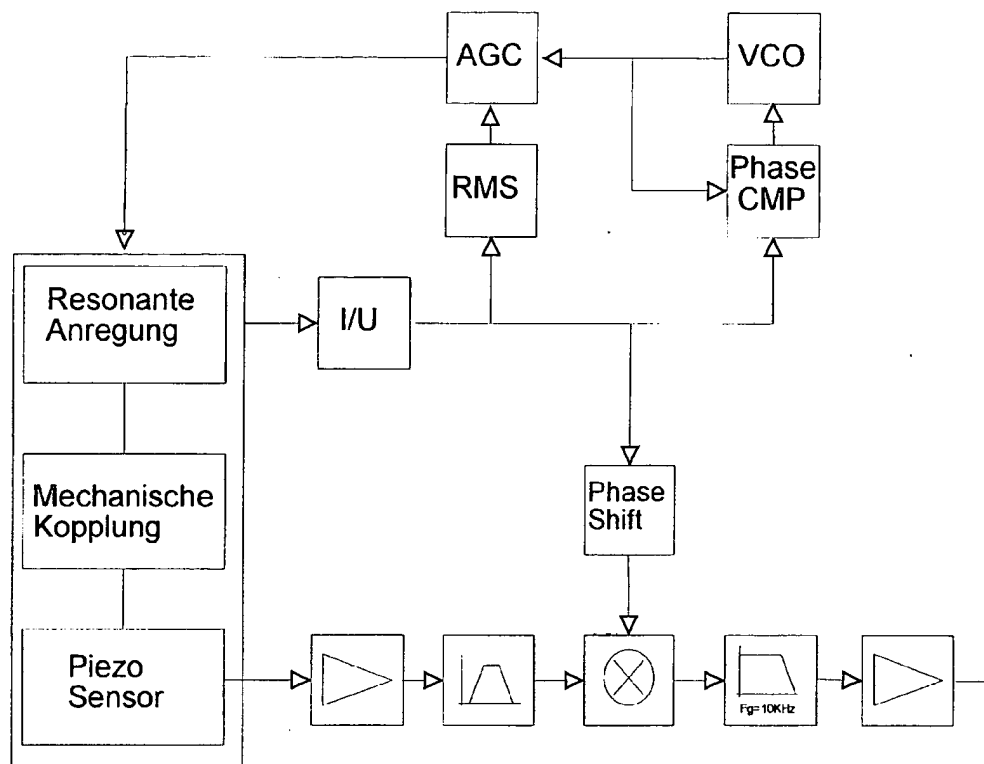 AGC
VCO
RMS
Phase
CMP
Resonante
Anregung
I/U
Mechanische
Kopplung
Phase
Shift
Piezo
Sensor
Fg=10KHz